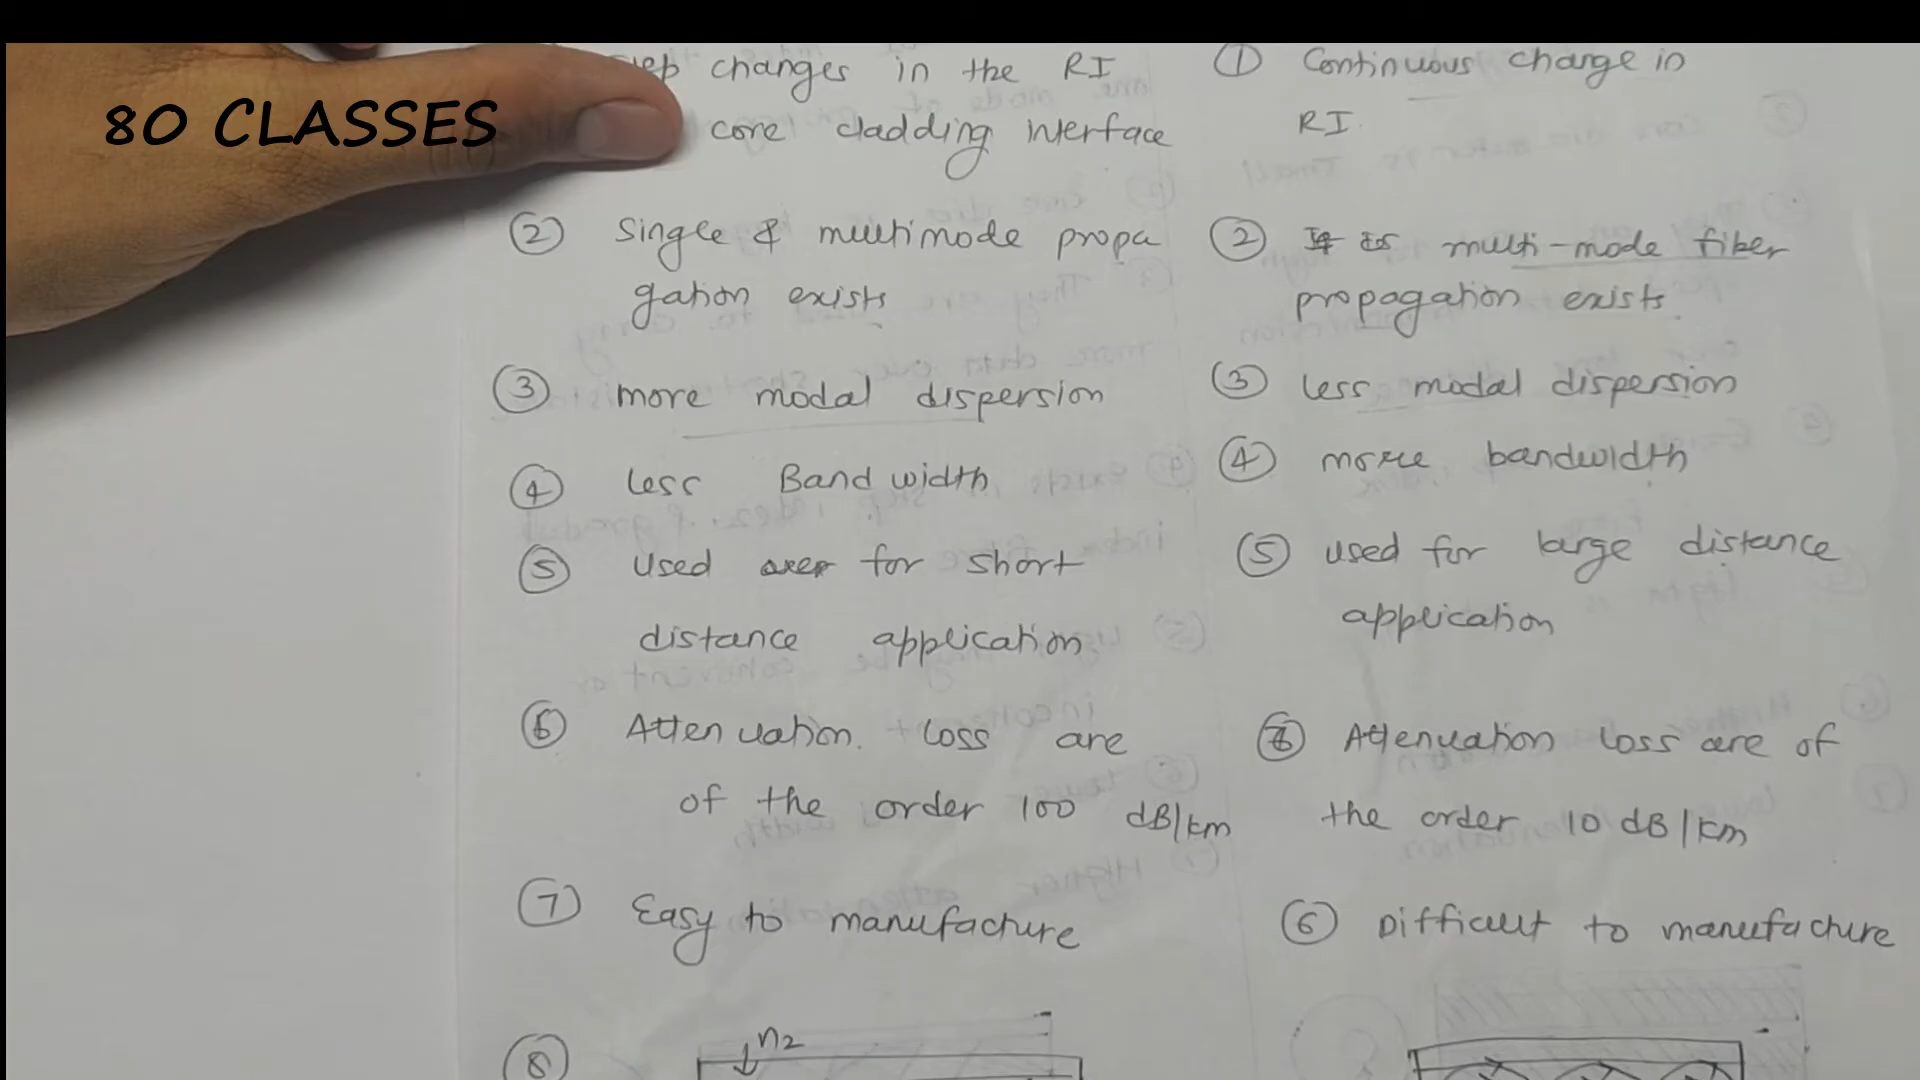 80 CLASSES
changes in the RI
core cladding interface
② Single & multimode propa
gation exists
③ more modal dispersion
④ less Band width
⑤ used for short
distance application
⑥ Attenuation loss are
of the order 100 dB/km
⑦ Easy to manufacture
⑧ n2
① Continuous change in
RI
② multi-mode fiber
propagation exists
③ less modal dispersion
④ more bandwidth
⑤ used for large distance
application
Attenuation loss are of
the order 10 dB/km
⑥ Difficult to manufacture